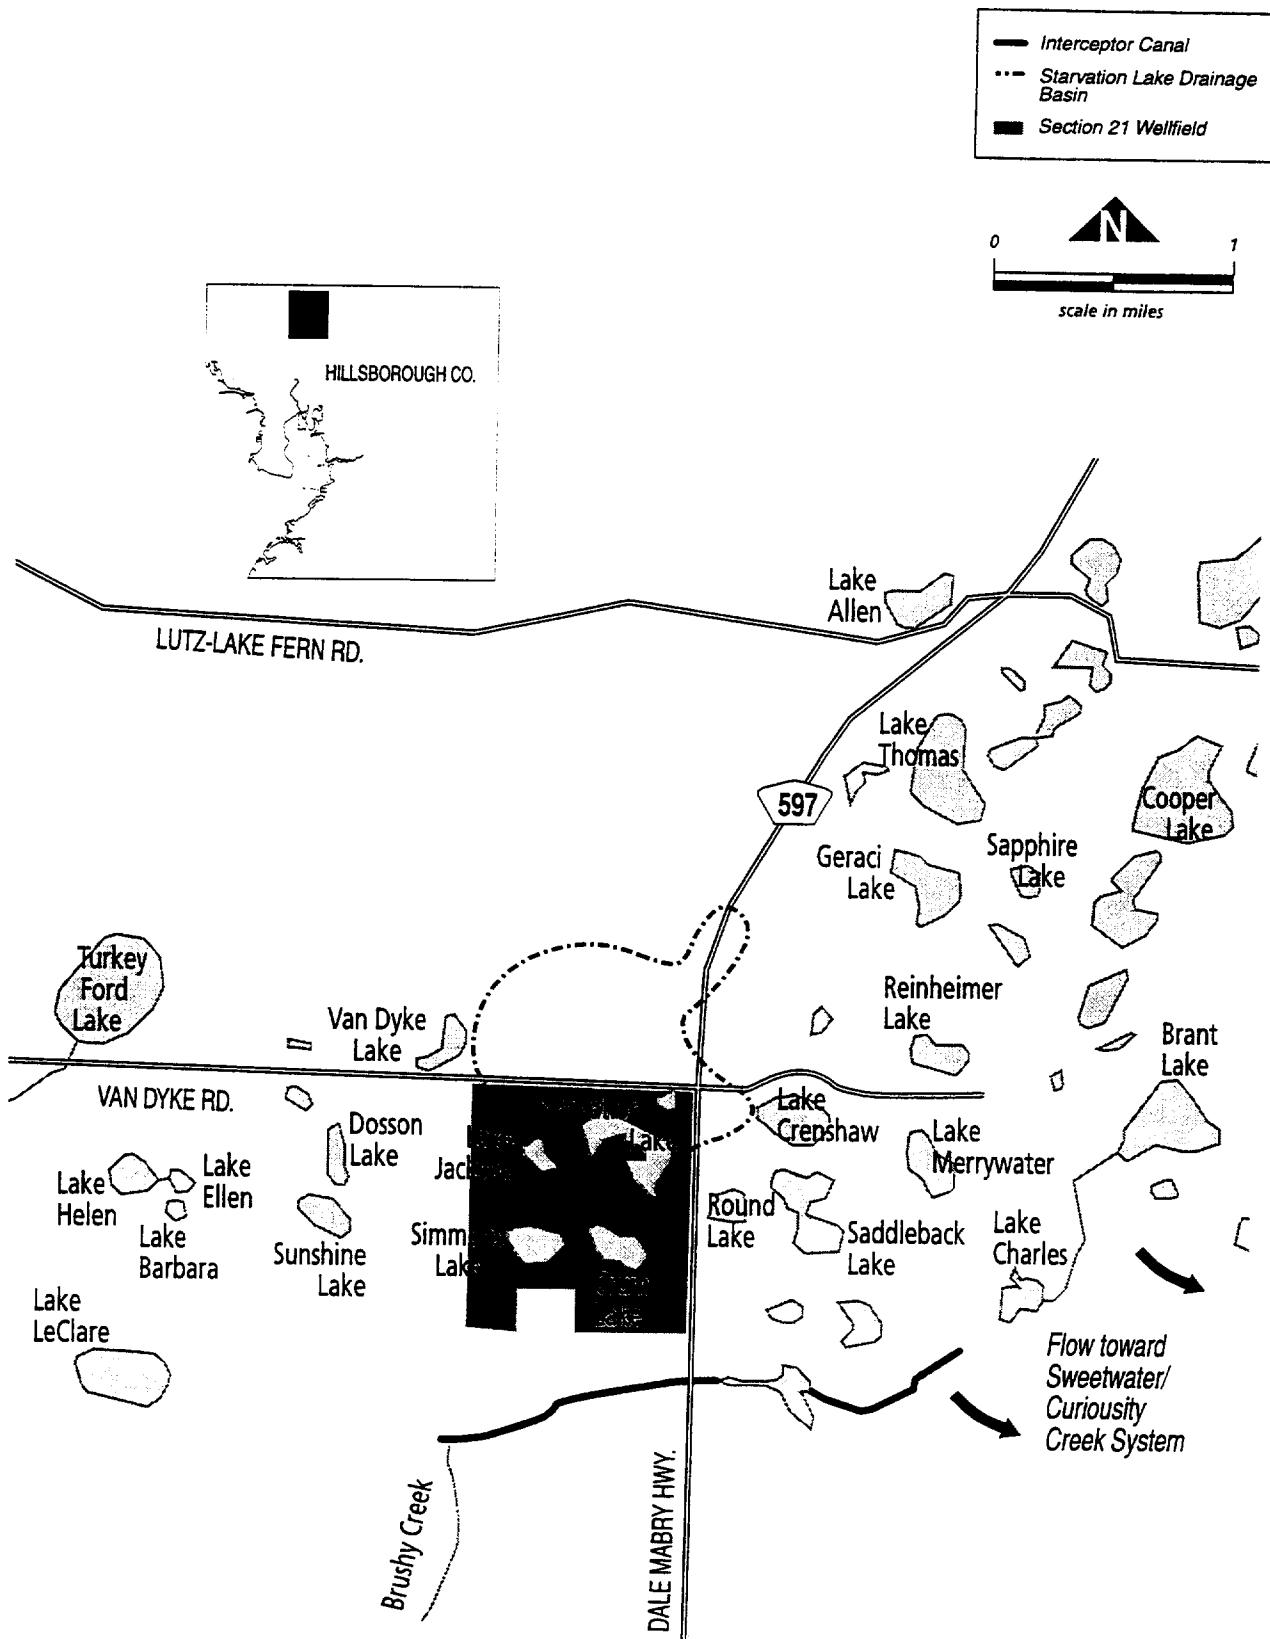 Interceptor Canal
Starvation Lake Drainage
Basin
Section 21 Wellfield
N
0 1
scale in miles
HILLSBOROUGH CO.
LUTZ-LAKE FERN RD.
Lake
Allen
Lake
Thomas
597
Cooper
Lake
Geraci
Lake
Sapphire
Lake
Turkey
Ford
Lake
Van Dyke
Lake
Reinheimer
Lake
Brant
Lake
VAN DYKE RD.
Dosson
Lake
Lake
Lake
Crenshaw
Lake
Merrywater
Lake
Helen
Lake
Ellen
Lake
Barbara
Sunshine
Lake
Lake
Round
Lake
Saddleback
Lake
Lake
Charles
Lake
Lake
LeClare
Flow toward
Sweetwater/
Curiousity
Creek System
Brushy Creek
DALE MABRY HWY.